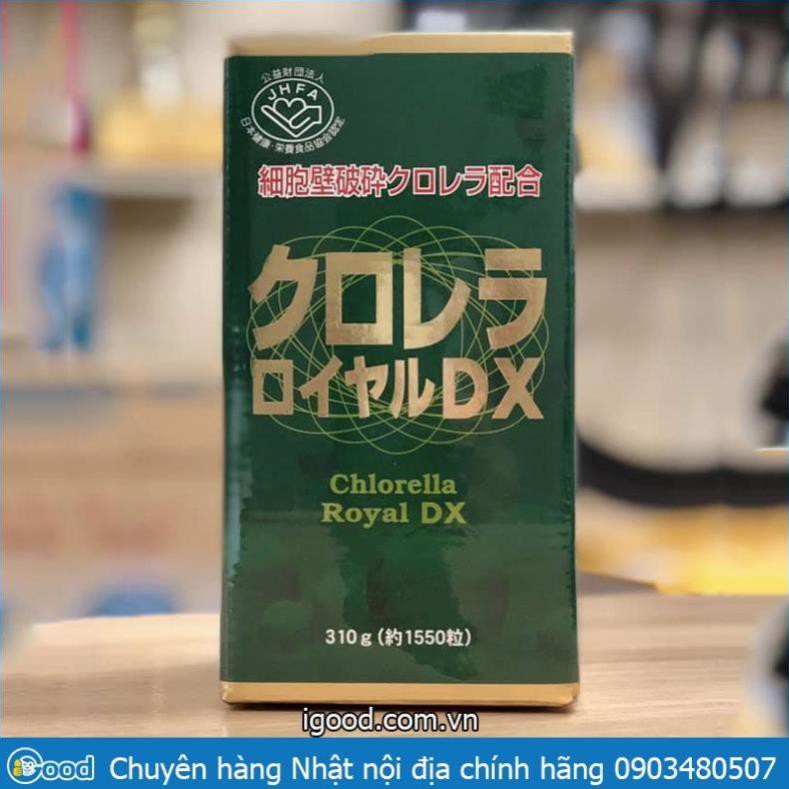 公益財団法人
JHFA
日本健康・栄養食品協会認定
細胞壁破砕クロレラ配合
クロレラ
ロイヤルDX
Chlorella
Royal DX
310g(約1550粒)
igood.com.vn
Good Chuyên hàng Nhật nội địa chính hãng 0903480507